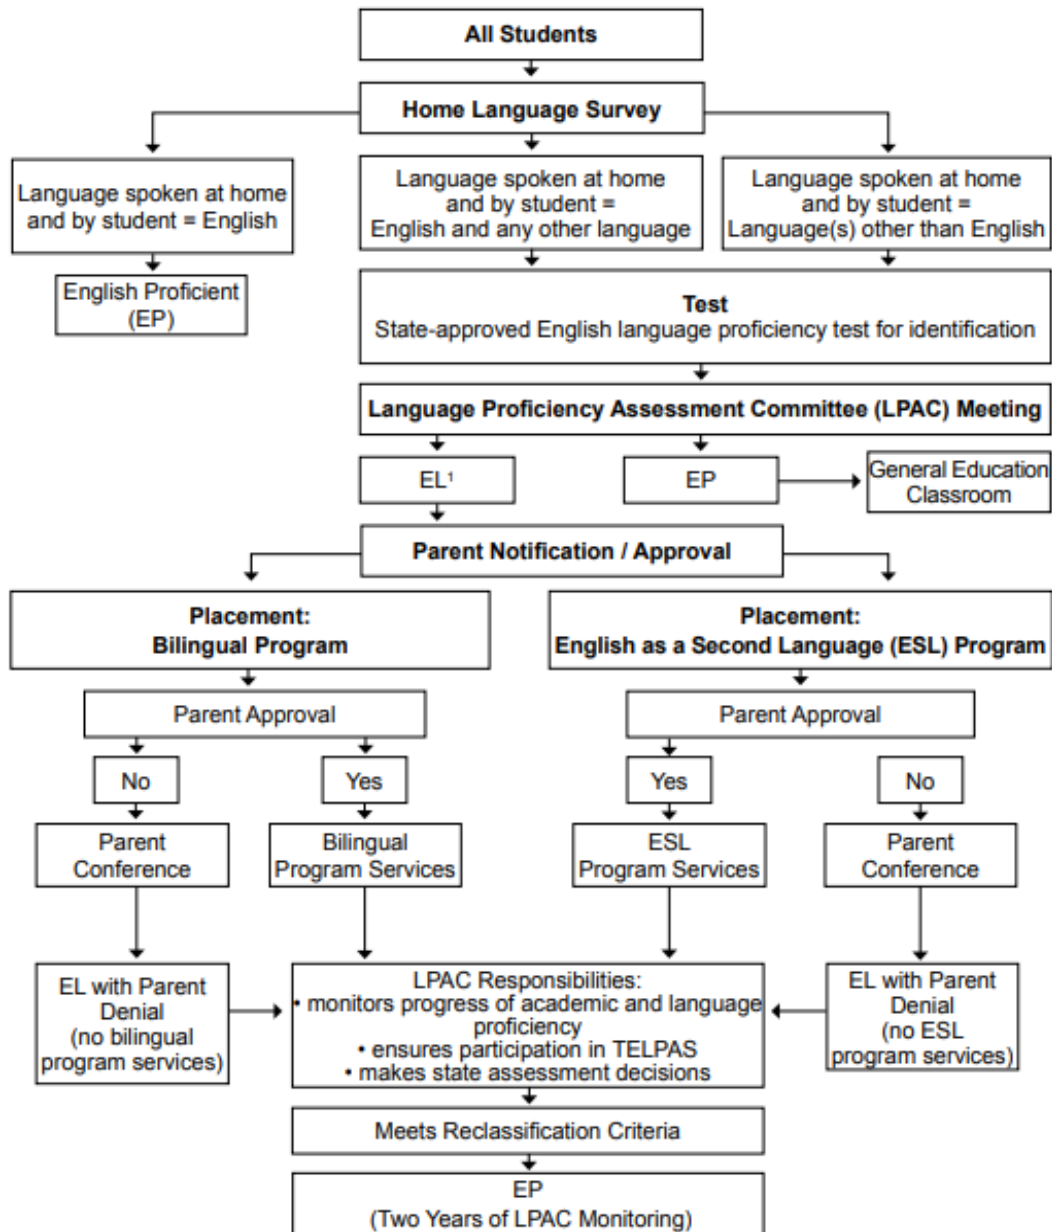 All Students
Home Language Survey
Language spoken at home
and by student = English
Language spoken at home
and by student =
English and any other language
Language spoken at home
and by student =
Language(s) other than English
English Proficient
(EP)
Test
State-approved English language proficiency test for identification
Language Proficiency Assessment Committee (LPAC) Meeting
EL¹
EP
General Education
Classroom
Parent Notification / Approval
Placement:
Bilingual Program
Placement:
English as a Second Language (ESL) Program
Parent Approval
Parent Approval
No
Yes
Yes
No
Parent
Conference
Bilingual
Program Services
ESL
Program Services
Parent
Conference
EL with Parent
Denial
(no bilingual
program services)
LPAC Responsibilities:
• monitors progress of academic and language
proficiency
• ensures participation in TELPAS
• makes state assessment decisions
EL with Parent
Denial
(no ESL
program services)
Meets Reclassification Criteria
EP
(Two Years of LPAC Monitoring)